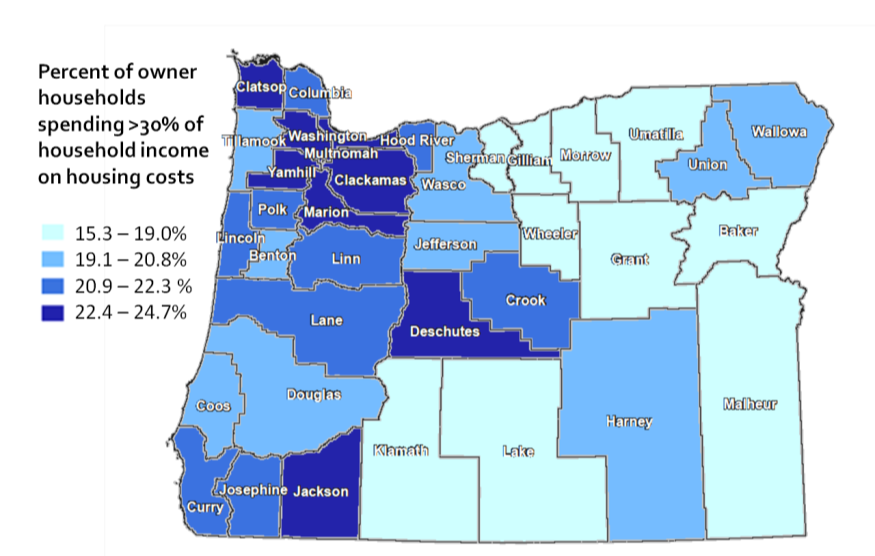 Percent of owner
households
spending >30% of
household income
on housing costs
15.3 – 19.0%
19.1 – 20.8%
20.9 – 22.3 %
22.4 – 24.7%
Clatsop
Columbia
Tillamook
Washington
Multnomah
Hood River
Yamhill
Clackamas
Wasco
Sherman
Gilliam
Morrow
Umatilla
Union
Wallowa
Polk
Marion
Lincoln
Benton
Linn
Jefferson
Wheeler
Grant
Baker
Crook
Lane
Deschutes
Douglas
Coos
Klamath
Lake
Harney
Malheur
Curry
Josephine
Jackson